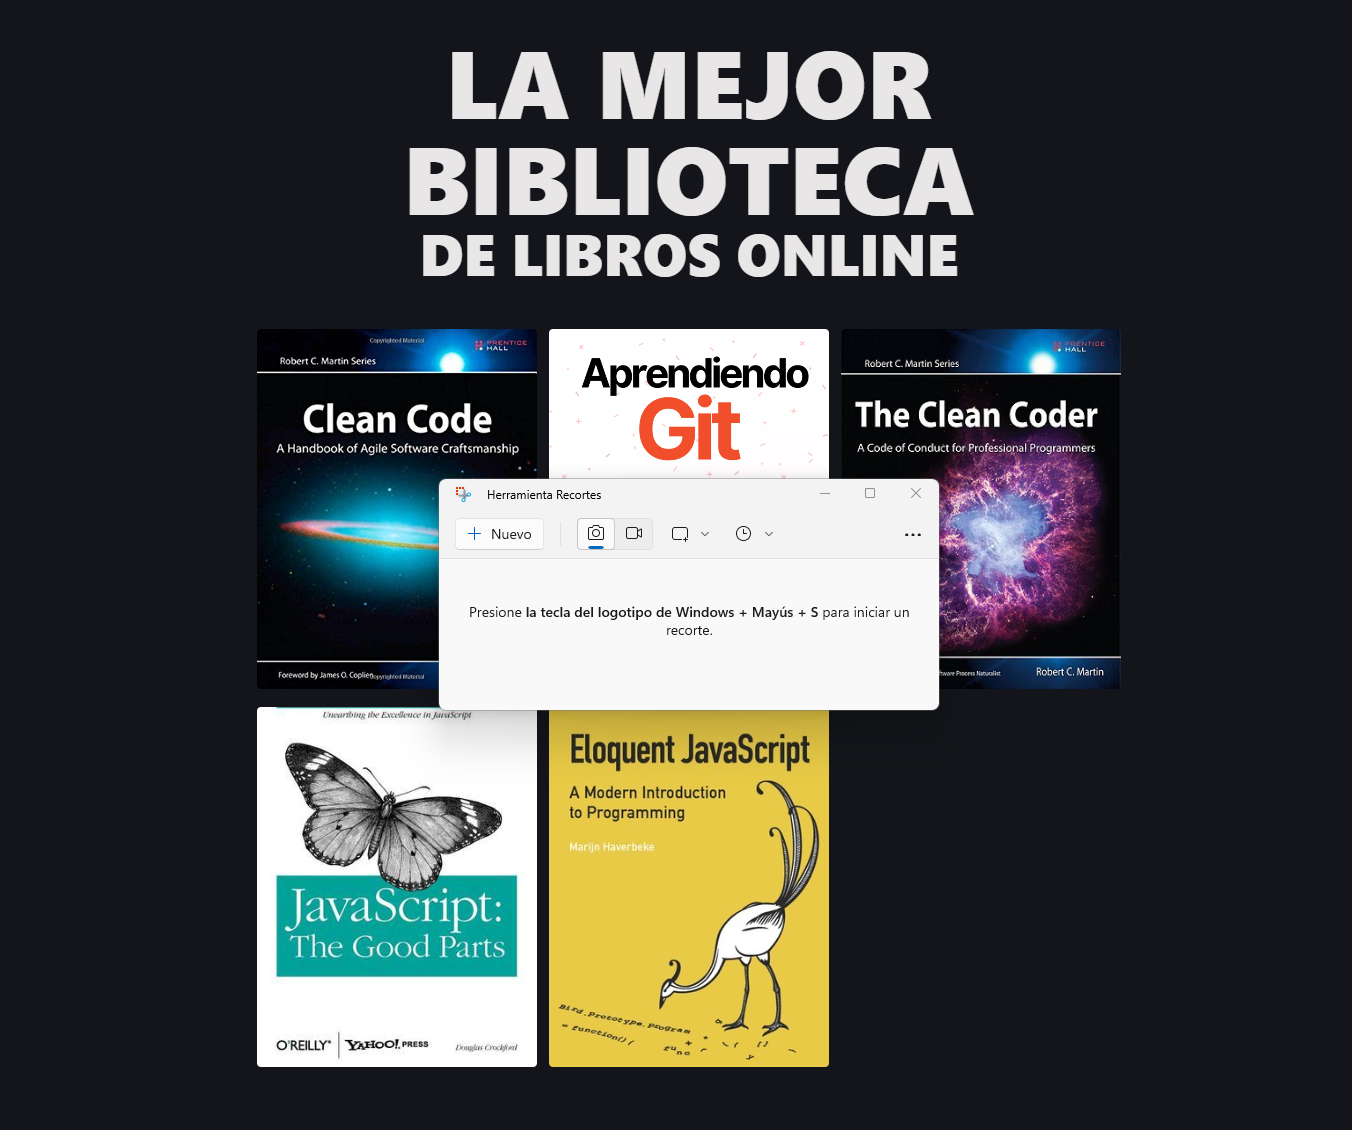 LA MEJOR
BIBLIOTECA
DE LIBROS ONLINE
Copyrighted Material
PRENTICE
HALL
Robert C. Martin Series
Clean Code
A Handbook of Agile Software Craftsmanship
Foreword by James O. Coplien
Copyrighted Material
Aprendiendo
Git
PRENTICE
HALL
Robert C. Martin Series
The Clean Coder
A Code of Conduct for Professional Programmers
ware Process Naturalist
Robert C. Martin
Herramienta Recortes
Nuevo
Presione la tecla del logotipo de Windows + Mayús + S para iniciar un
recorte.
Unearthing the Excellence in JavaScript
JavaScript:
The Good Parts
O'REILLY® YAHOO! PRESS
Douglas Crockford
Eloquent JavaScript
A Modern Introduction
to Programming
Marijn Haverbeke
Bird.prototype.program
= function(){
func